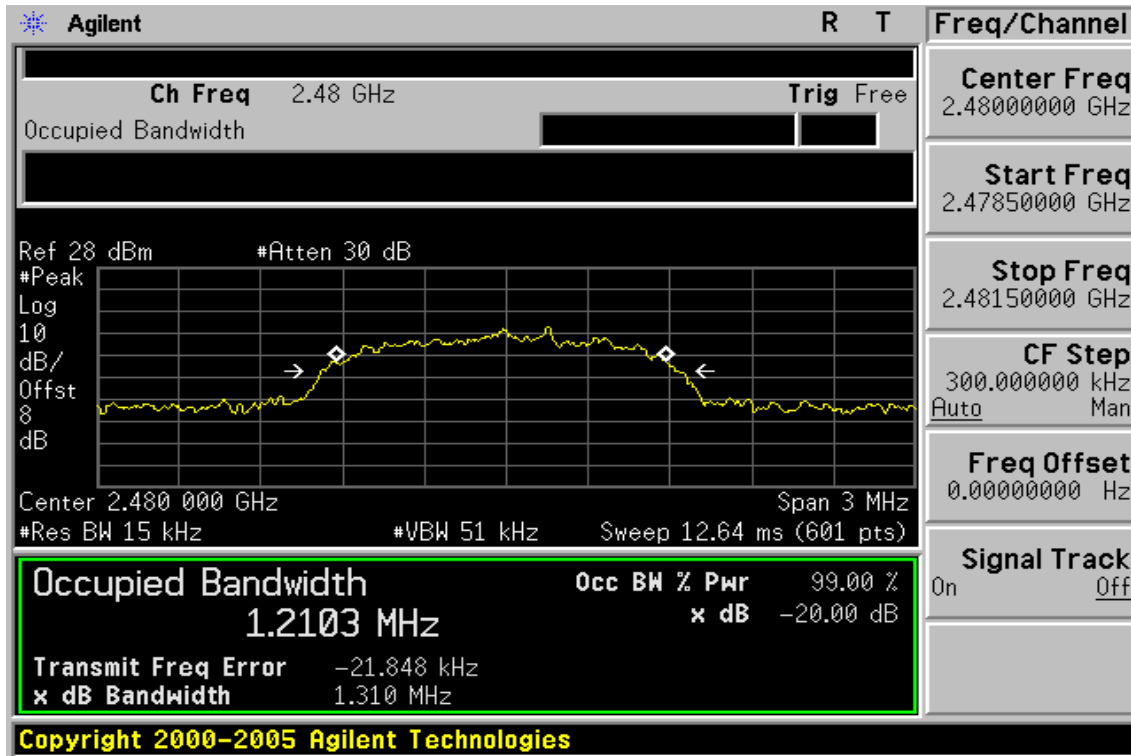 Agilent R T
Ch Freq 2.48 GHz Trig Free
Occupied Bandwidth
Ref 28 dBm #Atten 30 dB
#Peak
Log
10
dB/
Offst
8
dB
Center 2.480 000 GHz Span 3 MHz
#Res BW 15 kHz #VBW 51 kHz Sweep 12.64 ms (601 pts)
Occupied Bandwidth Occ BW % Pwr 99.00 %
1.2103 MHz x dB -20.00 dB
Transmit Freq Error -21.848 kHz
x dB Bandwidth 1.310 MHz
Copyright 2000-2005 Agilent Technologies
Freq/Channel
Center Freq
2.48000000 GHz
Start Freq
2.47850000 GHz
Stop Freq
2.48150000 GHz
CF Step
300.000000 kHz
Auto Man
Freq Offset
0.00000000 Hz
Signal Track
On Off